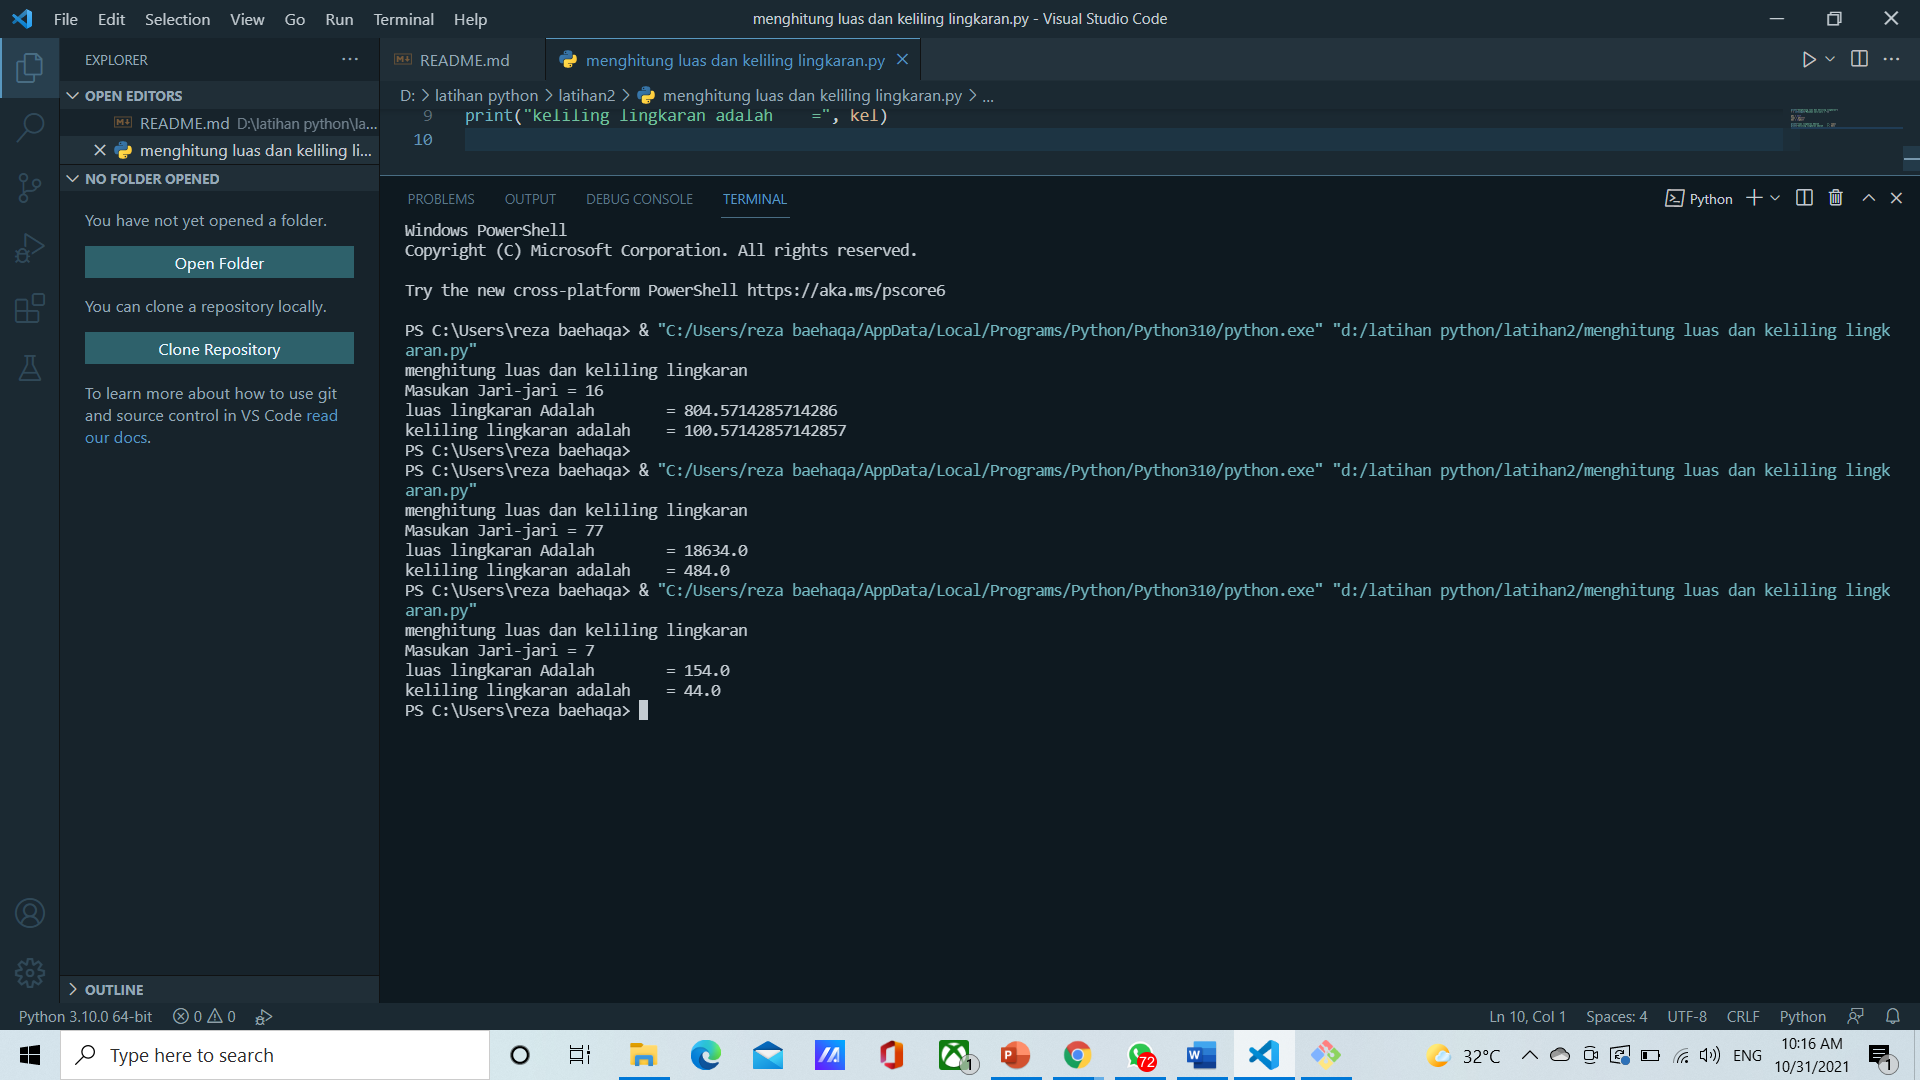 File Edit Selection View Go Run Terminal Help
menghitung luas dan keliling lingkaran.py - Visual Studio Code
EXPLORER
OPEN EDITORS
README.md D:\latihan python\la...
menghitung luas dan keliling li...
NO FOLDER OPENED
You have not yet opened a folder.
Open Folder
You can clone a repository locally.
Clone Repository
To learn more about how to use git
and source control in VS Code read
our docs.
OUTLINE
README.md
menghitung luas dan keliling lingkaran.py
D: > latihan python > latihan2 > menghitung luas dan keliling lingkaran.py > ...
9 print("keliling lingkaran adalah    =", kel)
10
PROBLEMS OUTPUT DEBUG CONSOLE TERMINAL
Python
Windows PowerShell
Copyright (C) Microsoft Corporation. All rights reserved.
Try the new cross-platform PowerShell https://aka.ms/pscore6
PS C:\Users\reza baehaqa> & "C:/Users/reza baehaqa/AppData/Local/Programs/Python/Python310/python.exe" "d:/latihan python/latihan2/menghitung luas dan keliling lingk
aran.py"
menghitung luas dan keliling lingkaran
Masukan Jari-jari = 16
luas lingkaran Adalah        = 804.5714285714286
keliling lingkaran adalah    = 100.57142857142857
PS C:\Users\reza baehaqa>
PS C:\Users\reza baehaqa> & "C:/Users/reza baehaqa/AppData/Local/Programs/Python/Python310/python.exe" "d:/latihan python/latihan2/menghitung luas dan keliling lingk
aran.py"
menghitung luas dan keliling lingkaran
Masukan Jari-jari = 77
luas lingkaran Adalah        = 18634.0
keliling lingkaran adalah    = 484.0
PS C:\Users\reza baehaqa> & "C:/Users/reza baehaqa/AppData/Local/Programs/Python/Python310/python.exe" "d:/latihan python/latihan2/menghitung luas dan keliling lingk
aran.py"
menghitung luas dan keliling lingkaran
Masukan Jari-jari = 7
luas lingkaran Adalah        = 154.0
keliling lingkaran adalah    = 44.0
PS C:\Users\reza baehaqa>
Python 3.10.0 64-bit 0 0
Ln 10, Col 1 Spaces: 4 UTF-8 CRLF Python
Type here to search
1
72
32°C
ENG
10:16 AM
10/31/2021
1